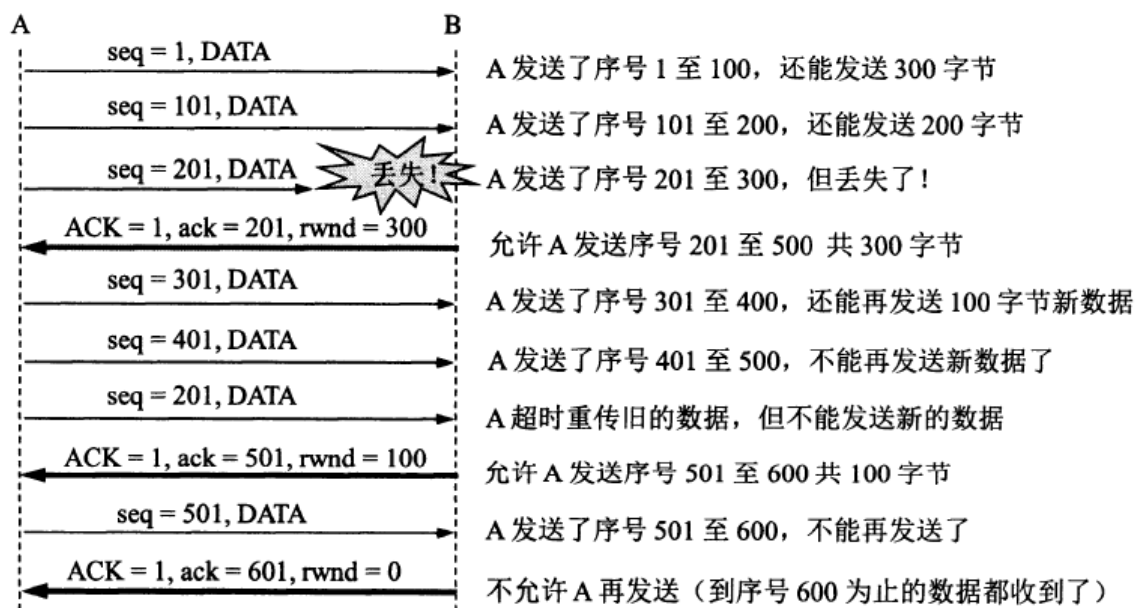 A B
seq = 1, DATA A 发送了序号 1 至 100，还能发送 300 字节
seq = 101, DATA A 发送了序号 101 至 200，还能发送 200 字节
seq = 201, DATA 丢失！ A 发送了序号 201 至 300，但丢失了！
ACK = 1, ack = 201, rwnd = 300 允许 A 发送序号 201 至 500 共 300 字节
seq = 301, DATA A 发送了序号 301 至 400，还能再发送 100 字节新数据
seq = 401, DATA A 发送了序号 401 至 500，不能再发送新数据了
seq = 201, DATA A 超时重传旧的数据，但不能发送新的数据
ACK = 1, ack = 501, rwnd = 100 允许 A 发送序号 501 至 600 共 100 字节
seq = 501, DATA A 发送了序号 501 至 600，不能再发送了
ACK = 1, ack = 601, rwnd = 0 不允许 A 再发送（到序号 600 为止的数据都收到了）